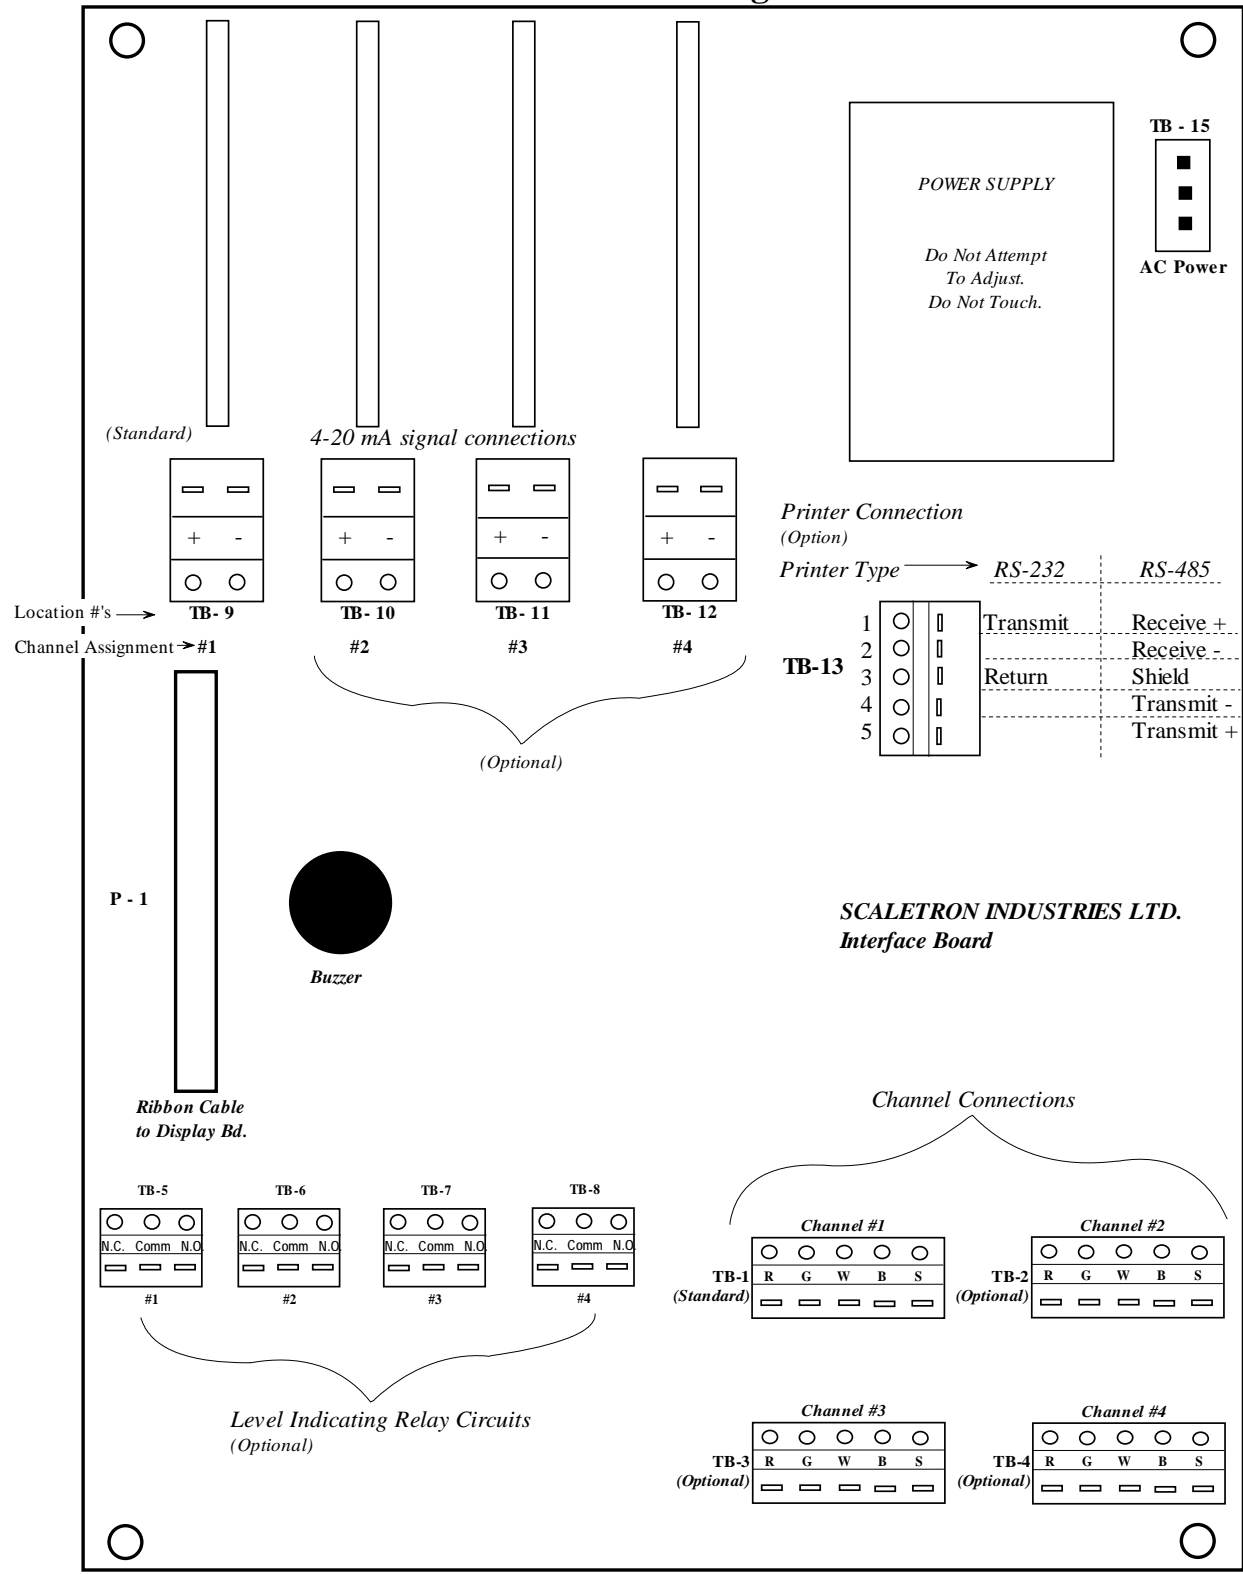 TB - 15
POWER SUPPLY
Do Not Attempt
To Adjust.
Do Not Touch.
AC Power
(Standard)
4-20 mA signal connections
+ -
+ -
+ -
+ -
Location #'s
TB- 9
TB- 10
TB- 11
TB- 12
Channel Assignment
#1
#2
#3
#4
(Optional)
Printer Connection
(Option)
Printer Type
RS-232
RS-485
TB-13
1 Transmit Receive +
2 Receive -
3 Return Shield
4 Transmit -
5 Transmit +
P - 1
Buzzer
SCALETRON INDUSTRIES LTD.
Interface Board
Ribbon Cable
to Display Bd.
TB-5
TB-6
TB-7
TB-8
N.C. Comm N.O.
N.C. Comm N.O.
N.C. Comm N.O.
N.C. Comm N.O.
#1
#2
#3
#4
Level Indicating Relay Circuits
(Optional)
Channel Connections
Channel #1
TB-1
(Standard)
R G W B S
Channel #2
TB-2
(Optional)
R G W B S
Channel #3
TB-3
(Optional)
R G W B S
Channel #4
TB-4
(Optional)
R G W B S